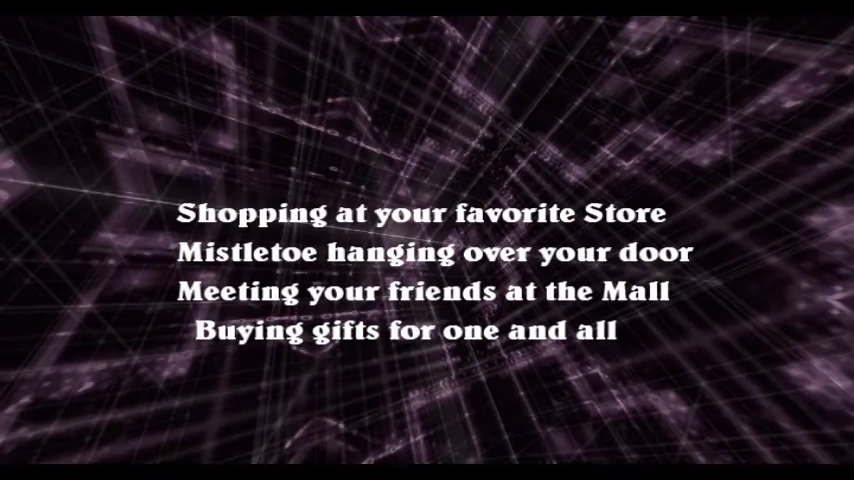 Shopping at your favorite Store
Mistletoe hanging over your door
Meeting your friends at the Mall
Buying gifts for one and all